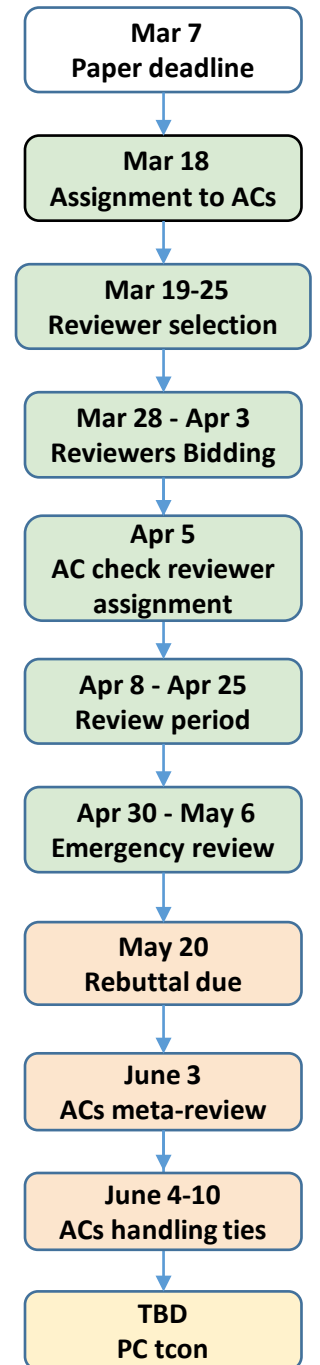 Mar 7
Paper deadline
Mar 18
Assignment to ACs
Mar 19-25
Reviewer selection
Mar 28 - Apr 3
Reviewers Bidding
Apr 5
AC check reviewer
assignment
Apr 8 - Apr 25
Review period
Apr 30 - May 6
Emergency review
May 20
Rebuttal due
June 3
ACs meta-review
June 4-10
ACs handling ties
TBD
PC tcon